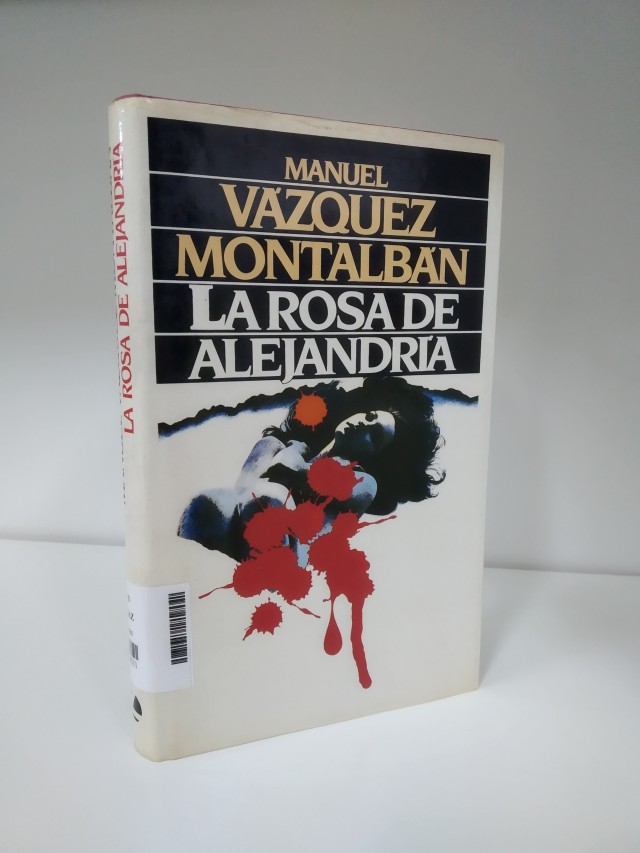 MANUEL
VÁZQUEZ
MONTALBÁN
LA ROSA DE
ALEJANDRÍA
LA ROSA DE ALEJANDRÍA